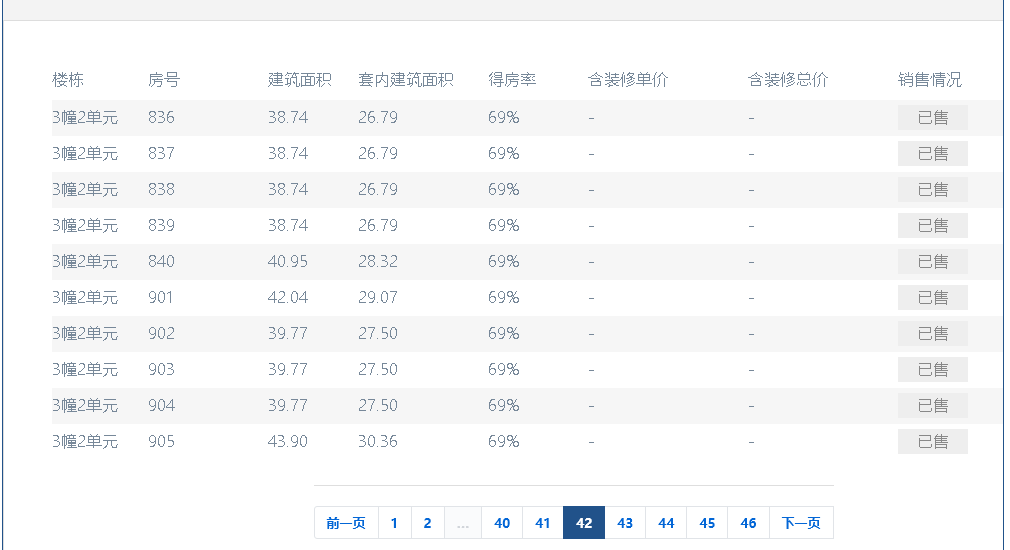 楼栋 房号 建筑面积 套内建筑面积 得房率 含装修单价 含装修总价 销售情况
3幢2单元 836 38.74 26.79 69% - - 已售
3幢2单元 837 38.74 26.79 69% - - 已售
3幢2单元 838 38.74 26.79 69% - - 已售
3幢2单元 839 38.74 26.79 69% - - 已售
3幢2单元 840 40.95 28.32 69% - - 已售
3幢2单元 901 42.04 29.07 69% - - 已售
3幢2单元 902 39.77 27.50 69% - - 已售
3幢2单元 903 39.77 27.50 69% - - 已售
3幢2单元 904 39.77 27.50 69% - - 已售
3幢2单元 905 43.90 30.36 69% - - 已售
前一页 1 2 ... 40 41 42 43 44 45 46 下一页